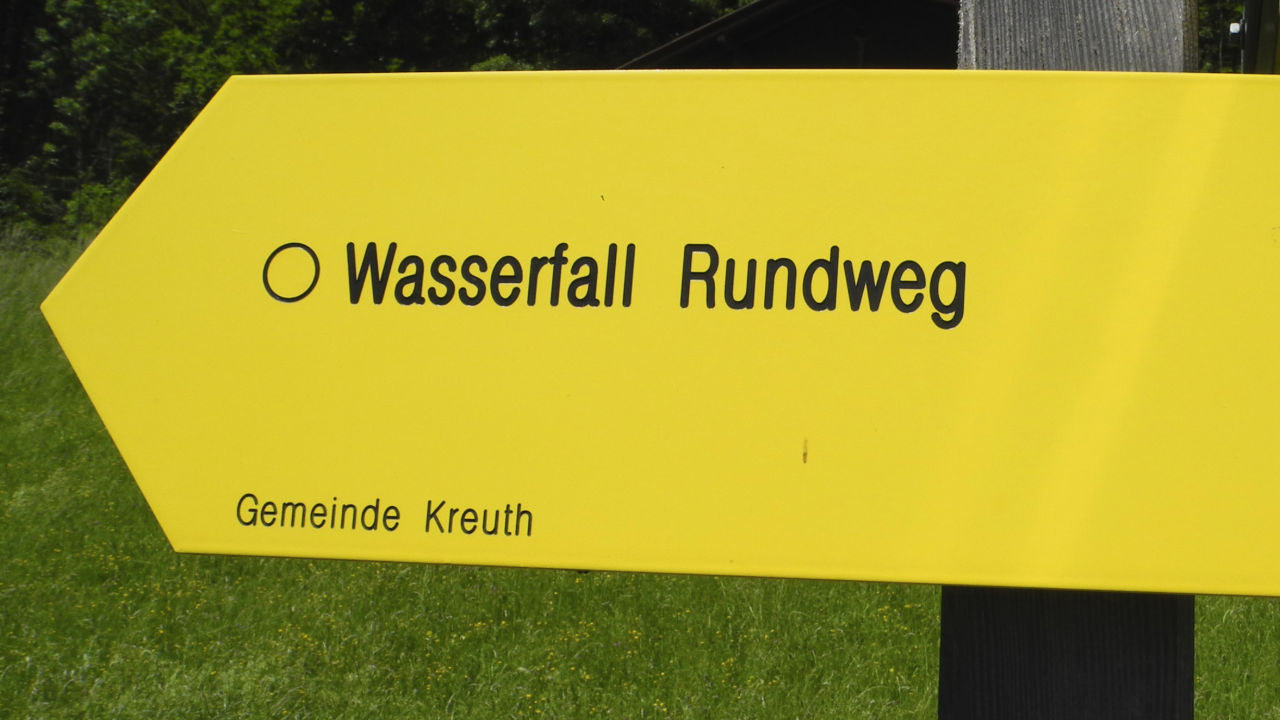 Wasserfall Rundweg
Gemeinde Kreuth